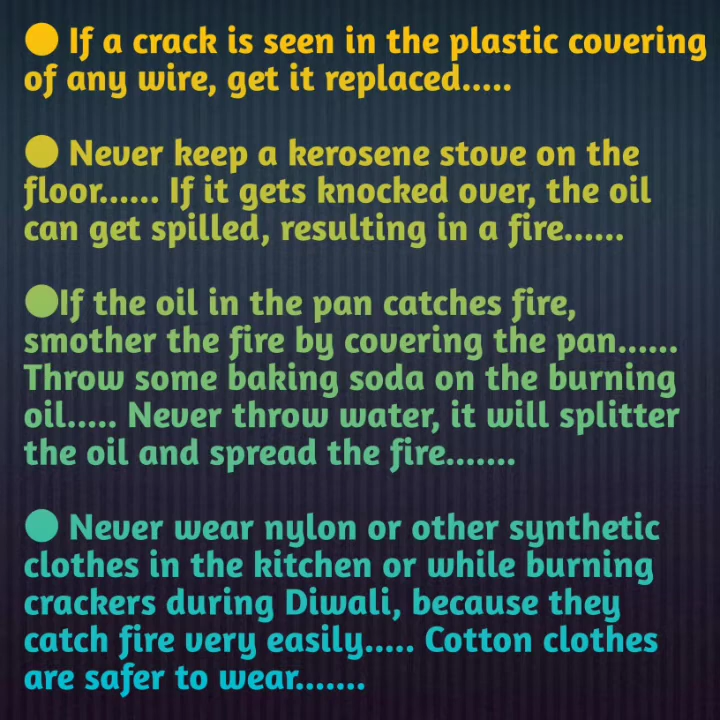 ● If a crack is seen in the plastic covering
of any wire, get it replaced.....
● Never keep a kerosene stove on the
floor...... If it gets knocked over, the oil
can get spilled, resulting in a fire......
●If the oil in the pan catches fire,
smother the fire by covering the pan......
Throw some baking soda on the burning
oil..... Never throw water, it will splitter
the oil and spread the fire.......
● Never wear nylon or other synthetic
clothes in the kitchen or while burning
crackers during Diwali, because they
catch fire very easily..... Cotton clothes
are safer to wear.......